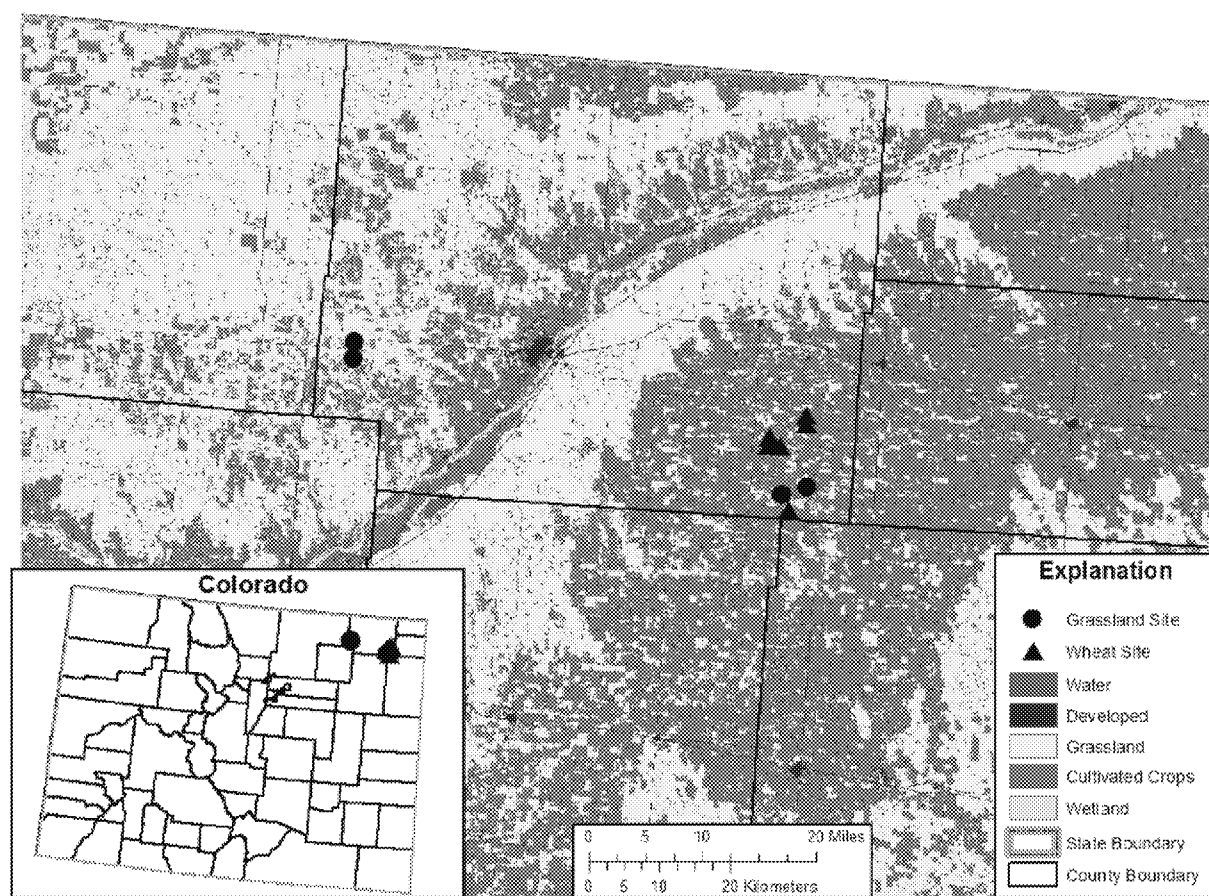 Colorado
Explanation
Grassland Site
Wheat Site
Water
Developed
Grassland
Cultivated Crops
Wetland
State Boundary
County Boundary
0 5 10 20 Miles
0 5 10 20 Kilometers